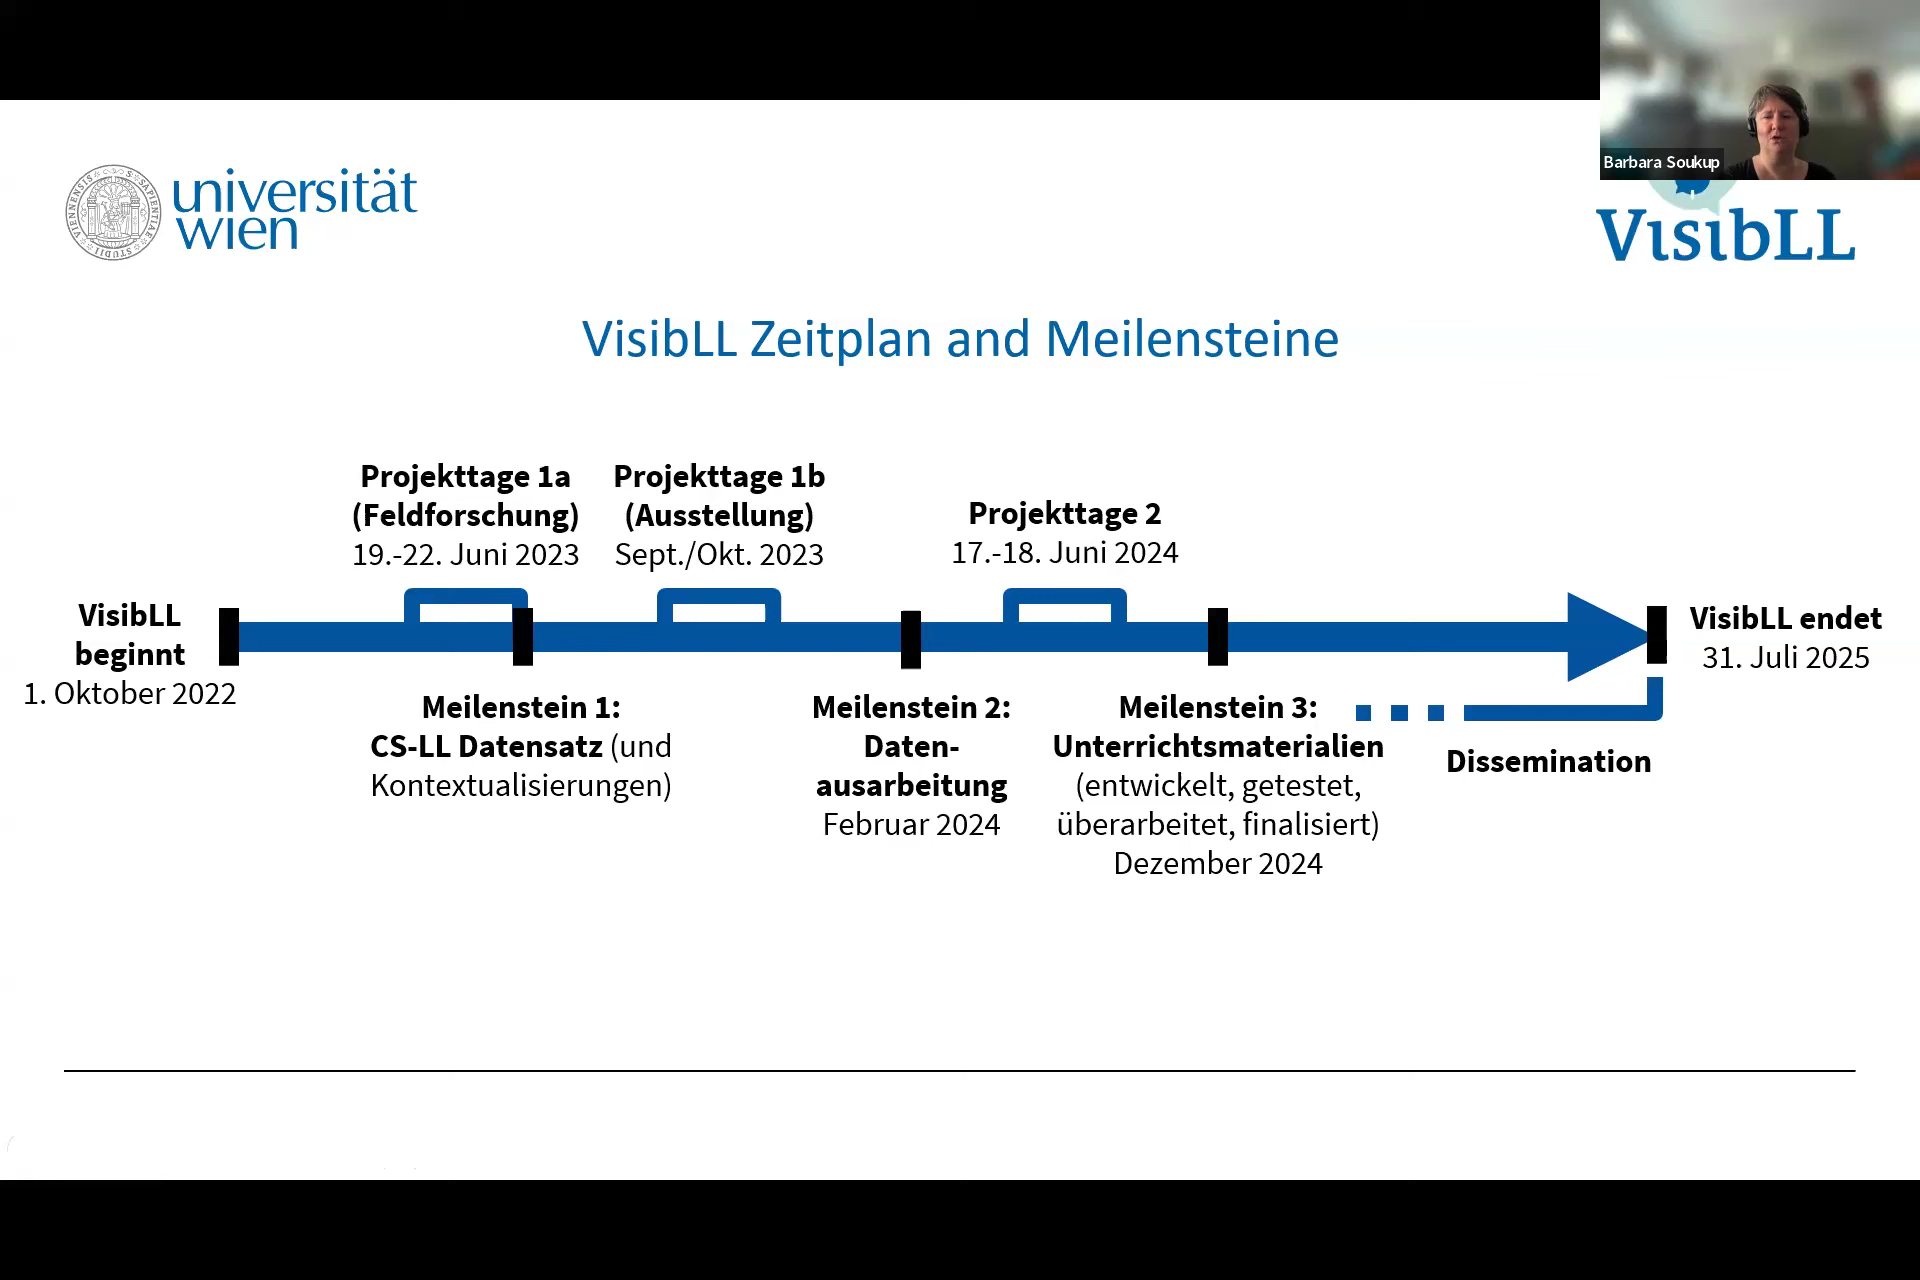 Barbara Soukup
universität
wien
VisibLL
VisibLL Zeitplan and Meilensteine
Projekttage 1a
(Feldforschung)
19.-22. Juni 2023
Projekttage 1b
(Ausstellung)
Sept./Okt. 2023
Projekttage 2
17.-18. Juni 2024
VisibLL
beginnt
1. Oktober 2022
VisibLL endet
31. Juli 2025
Meilenstein 1:
CS-LL Datensatz (und
Kontextualisierungen)
Meilenstein 2:
Daten-
ausarbeitung
Februar 2024
Meilenstein 3:
Unterrichtsmaterialien
(entwickelt, getestet,
überarbeitet, finalisiert)
Dezember 2024
Dissemination